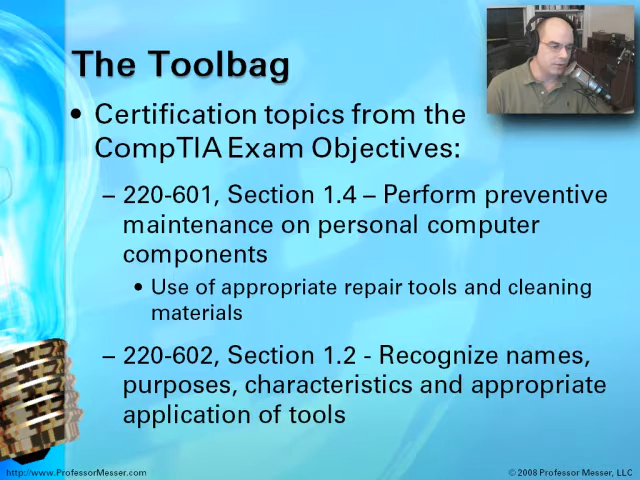 The Toolbag
• Certification topics from the
CompTIA Exam Objectives:
– 220-601, Section 1.4 – Perform preventive
maintenance on personal computer
components
• Use of appropriate repair tools and cleaning
materials
– 220-602, Section 1.2 - Recognize names,
purposes, characteristics and appropriate
application of tools
http://www.ProfessorMesser.com
© 2008 Professor Messer, LLC